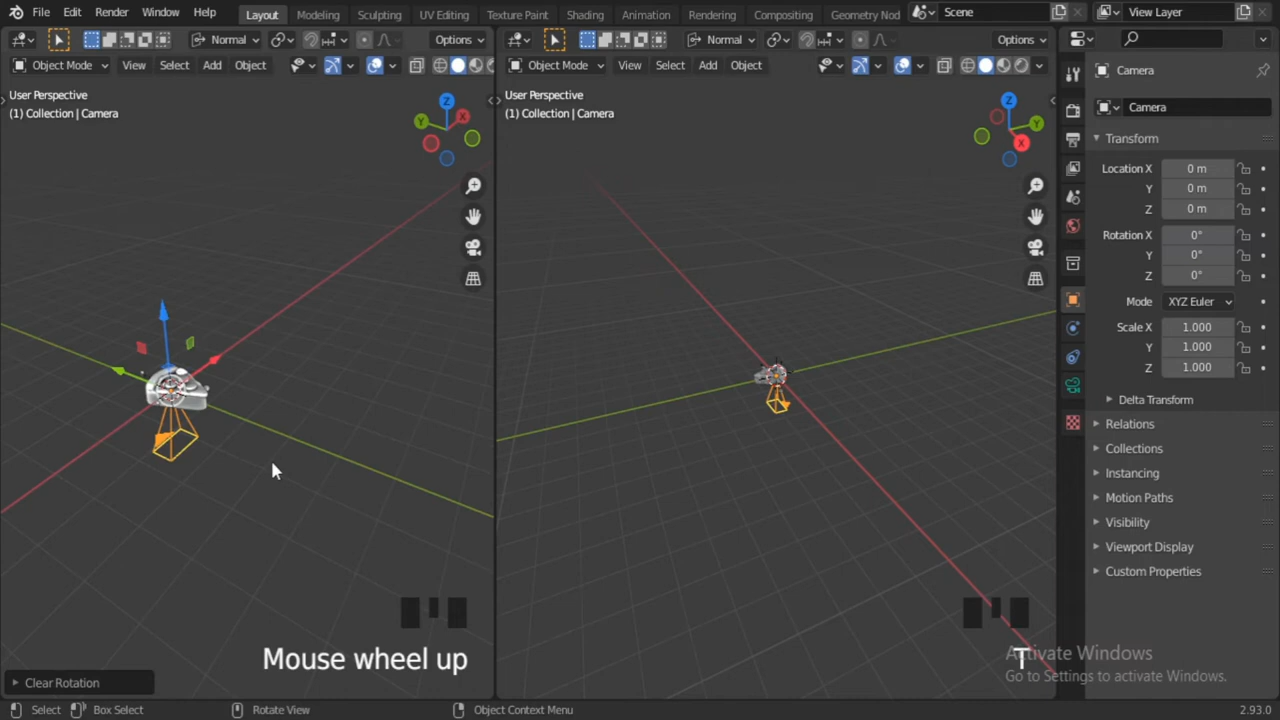 File Edit Render Window Help Layout Modeling Sculpting UV Editing Texture Paint Shading Animation Rendering Compositing Geometry Nod Scene View Layer
Normal Options Normal Options
Object Mode View Select Add Object Object Mode View Select Add Object Camera
User Perspective
(1) Collection | Camera
Z
X
Y
User Perspective
(1) Collection | Camera
Z
Y
X
Camera
Transform
Location X 0 m
Y 0 m
Z 0 m
Rotation X 0°
Y 0°
Z 0°
Mode XYZ Euler
Scale X 1.000
Y 1.000
Z 1.000
Delta Transform
Relations
Collections
Instancing
Motion Paths
Visibility
Viewport Display
Custom Properties
Mouse wheel up
T
Activate Windows
Go to Settings to activate Windows.
Clear Rotation
Select Box Select Rotate View Object Context Menu 2.93.0